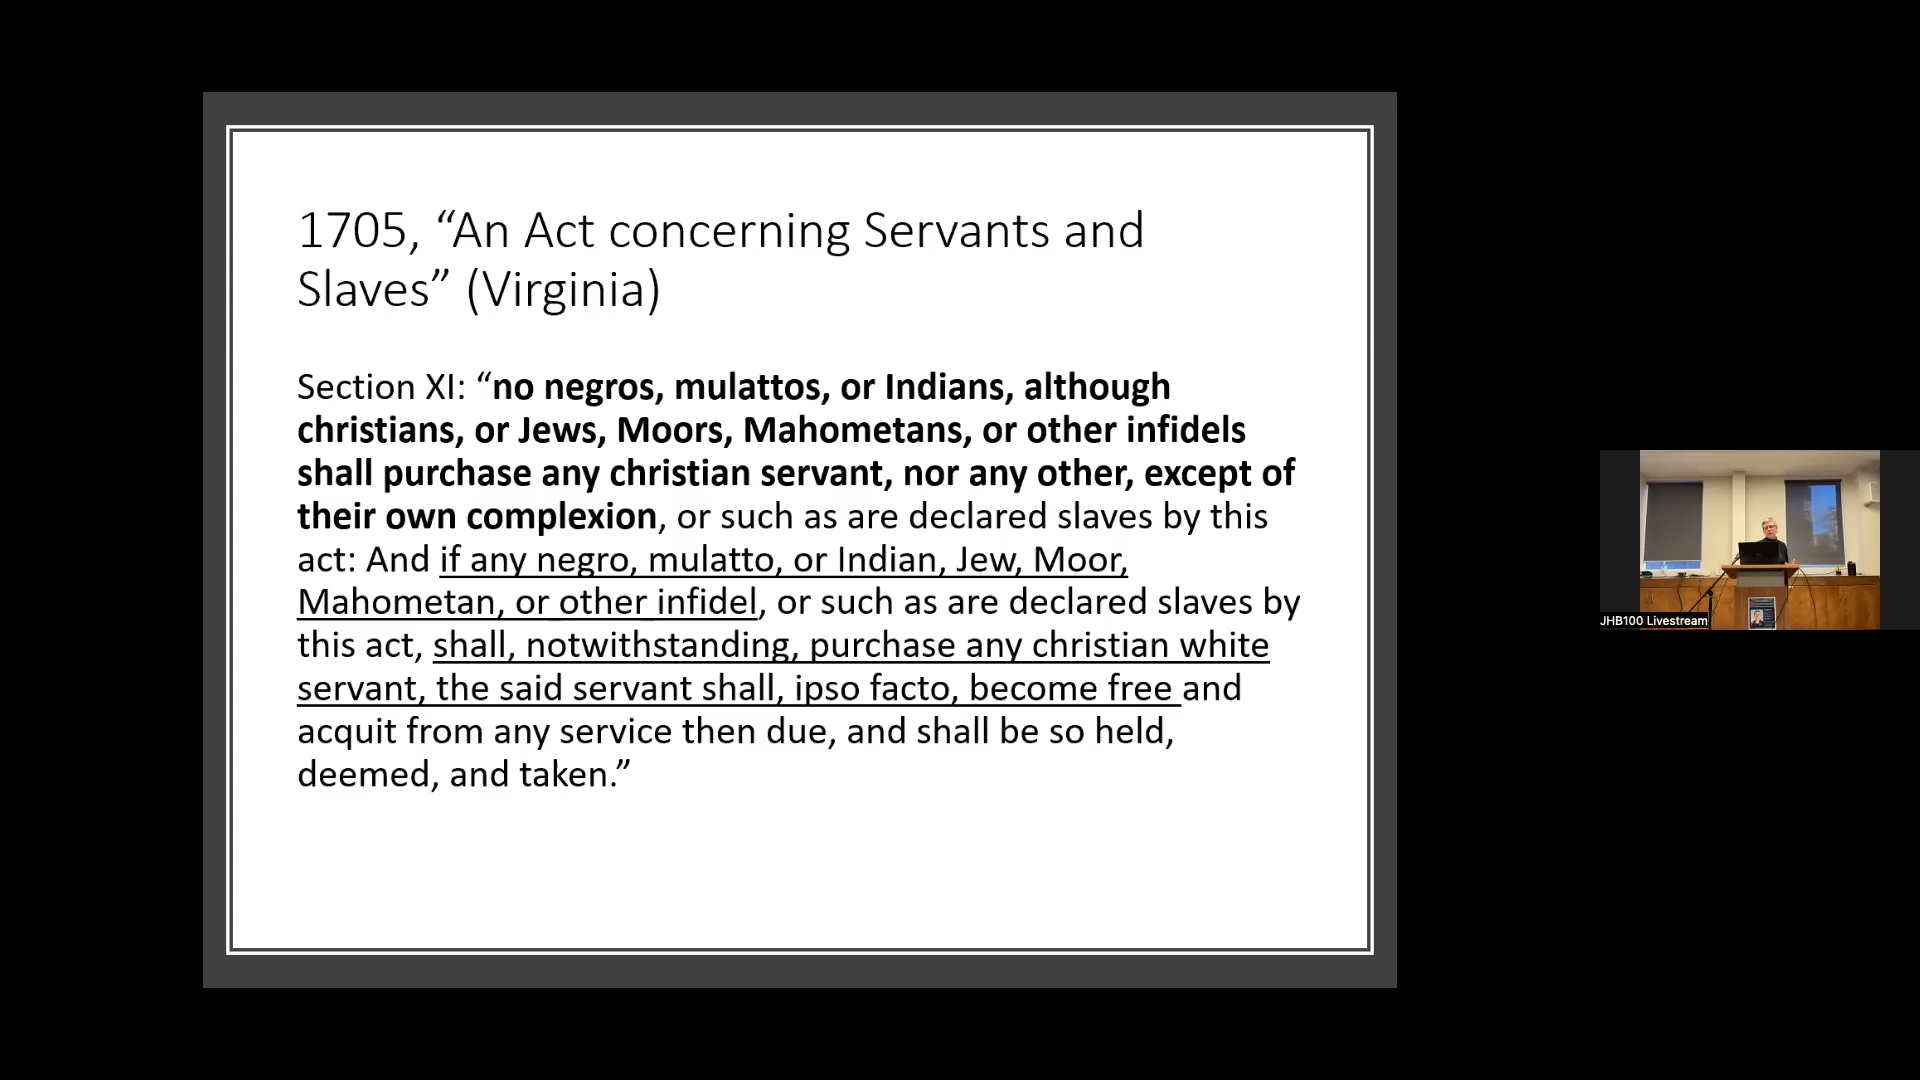 1705, “An Act concerning Servants and
Slaves” (Virginia)
Section XI: “no negros, mulattos, or Indians, although
christians, or Jews, Moors, Mahometans, or other infidels
shall purchase any christian servant, nor any other, except of
their own complexion, or such as are declared slaves by this
act: And if any negro, mulatto, or Indian, Jew, Moor,
Mahometan, or other infidel, or such as are declared slaves by
this act, shall, notwithstanding, purchase any christian white
servant, the said servant shall, ipso facto, become free and
acquit from any service then due, and shall be so held,
deemed, and taken.”
JHB100 Livestream